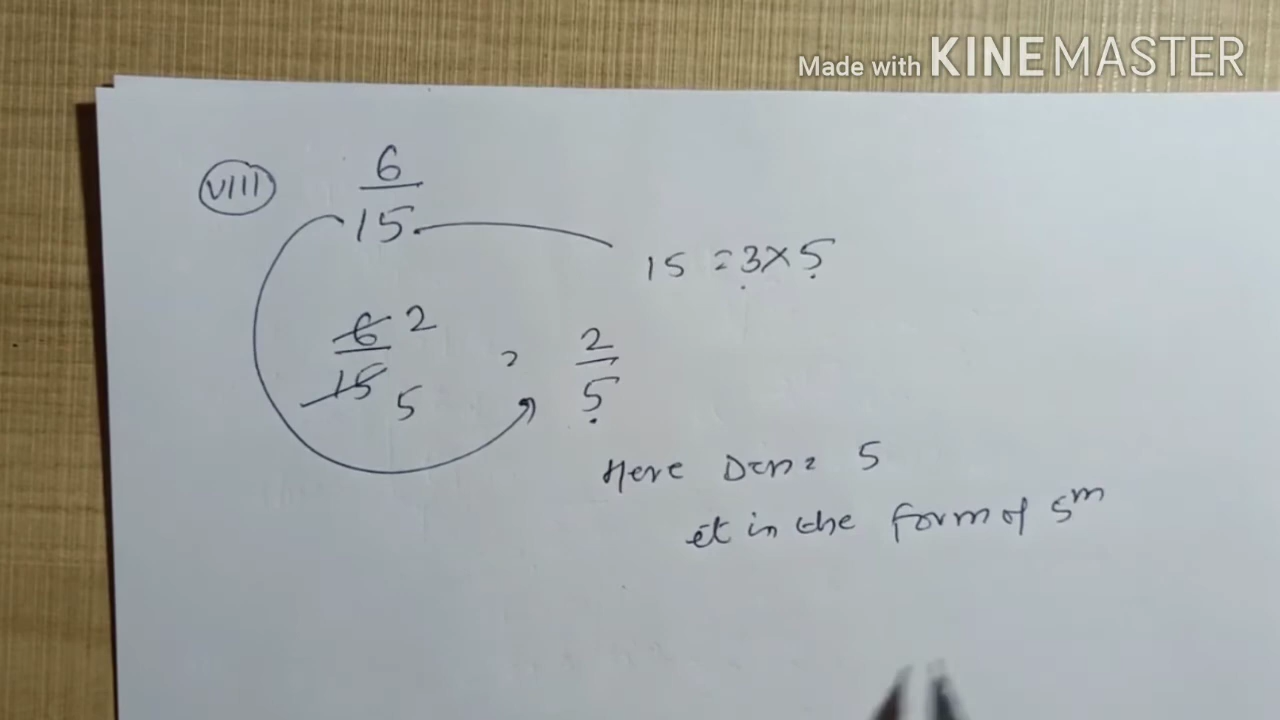 Made with KINEMASTER
VIII 6/15
15 = 3×5
6/15 2/5 = 2/5
Here Den = 5
it in the form of 5^m